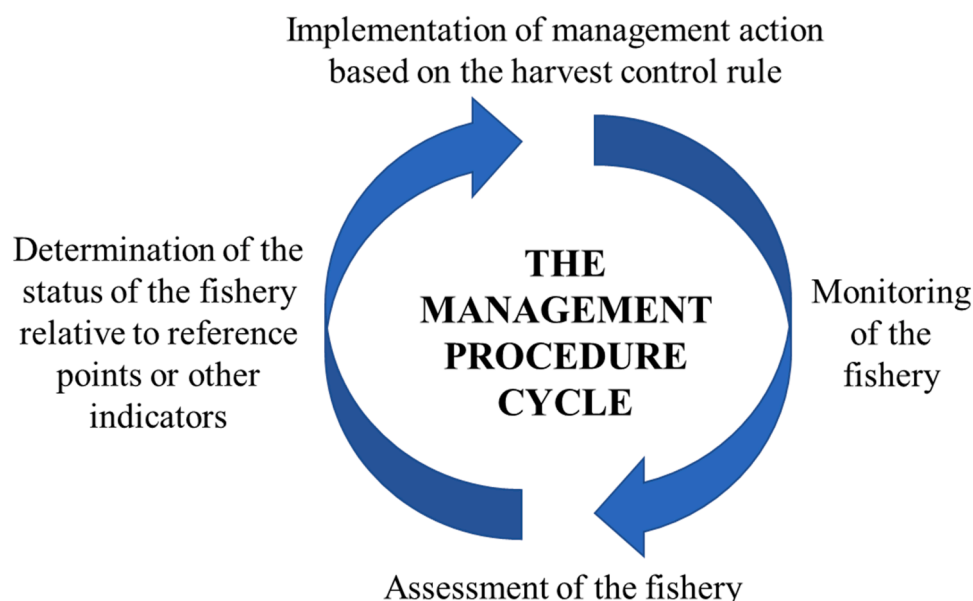 Implementation of management action
based on the harvest control rule
Determination of the
status of the fishery
relative to reference
points or other
indicators
THE
MANAGEMENT
PROCEDURE
CYCLE
Monitoring
of the
fishery
Assessment of the fishery